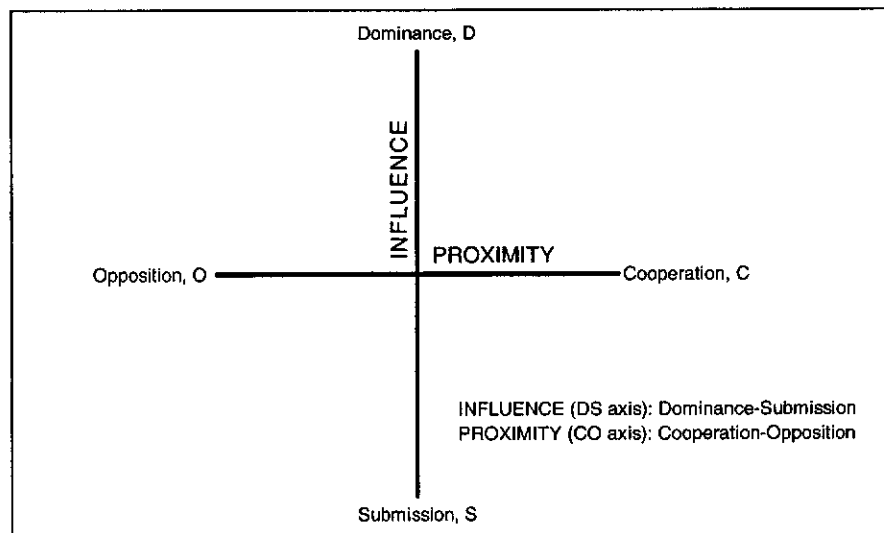 Dominance, D
INFLUENCE
PROXIMITY
Opposition, O
Cooperation, C
INFLUENCE (DS axis): Dominance-Submission
PROXIMITY (CO axis): Cooperation-Opposition
Submission, S